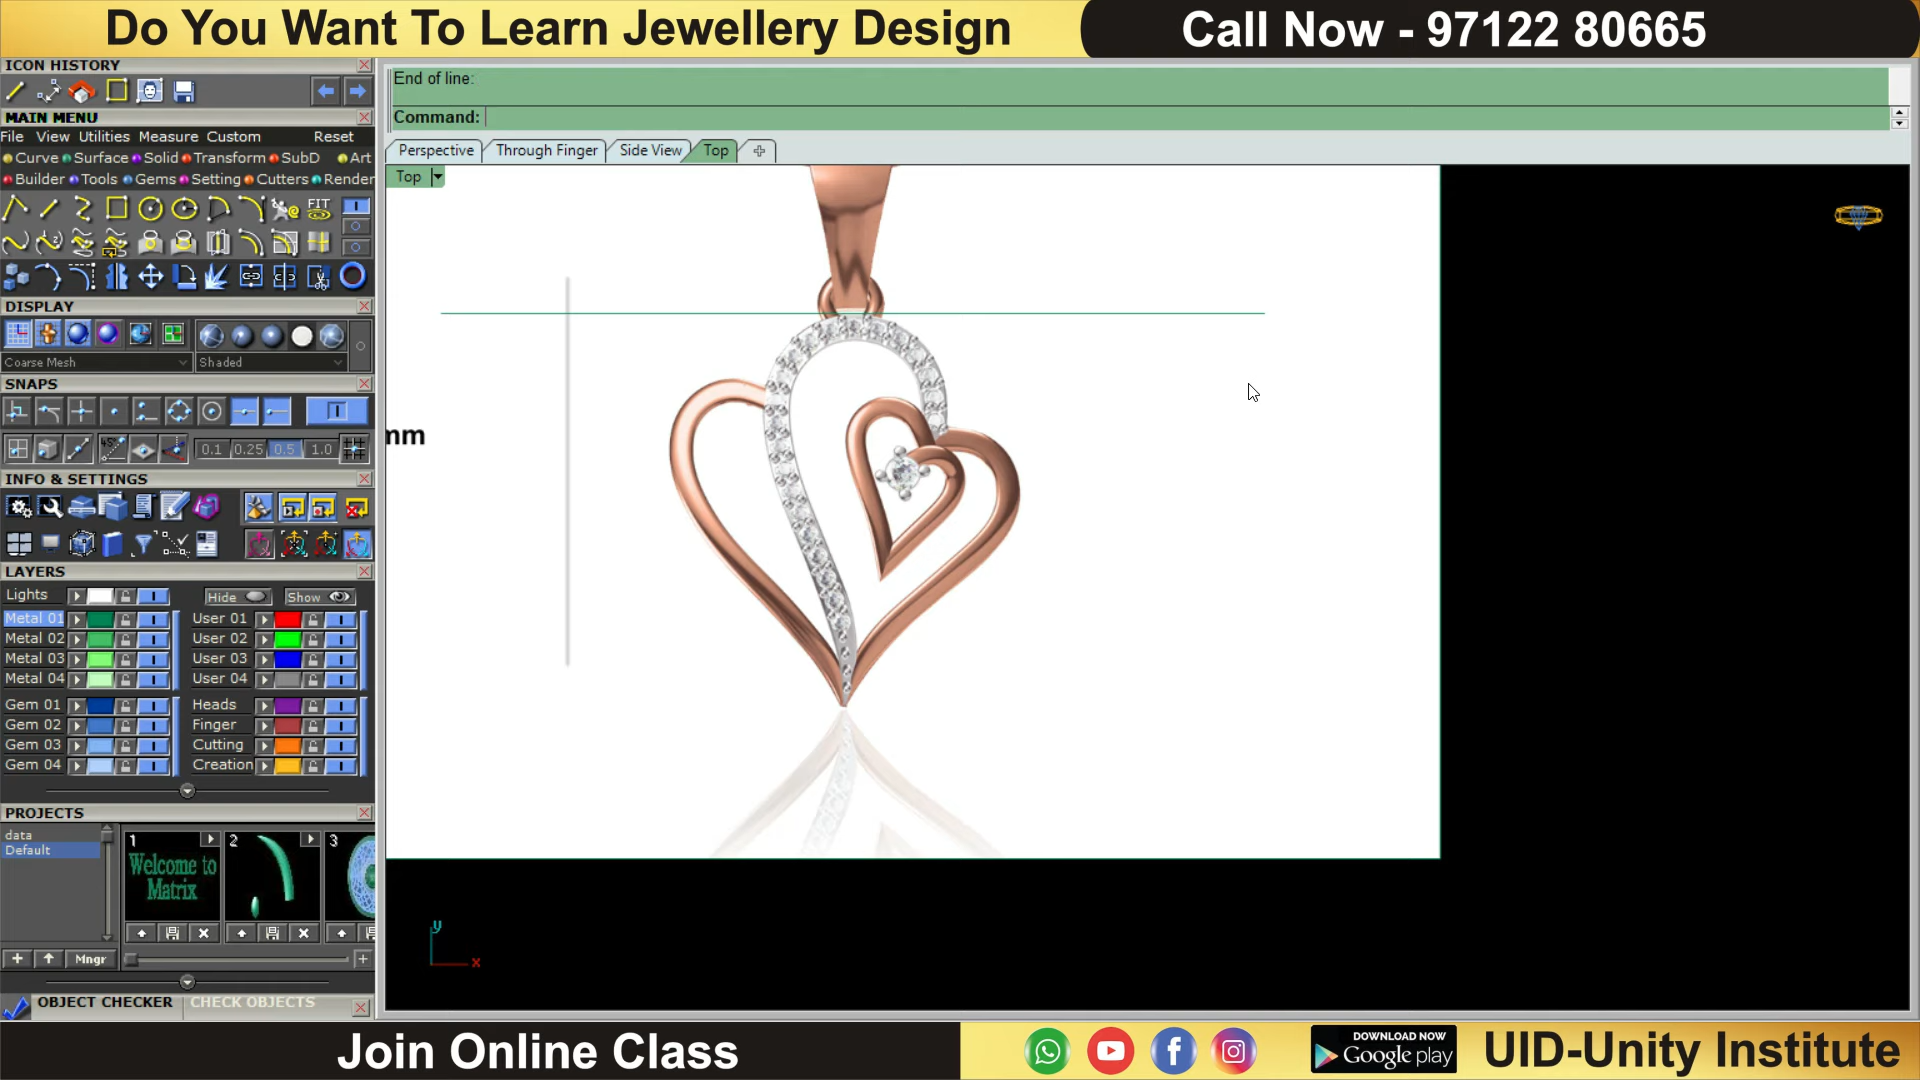 Do You Want To Learn Jewellery Design
Call Now - 97122 80665
ICON HISTORY
MAIN MENU
File View Utilities Measure Custom Reset
Curve Surface Solid Transform SubD Art
Builder Tools Gems Setting Cutters Render
FIT
DISPLAY
Coarse Mesh
Shaded
SNAPS
45°
0.1 0.25 0.5 1.0
INFO & SETTINGS
LAYERS
Lights
Hide
Show
Metal 01
User 01
Metal 02
User 02
Metal 03
User 03
Metal 04
User 04
Gem 01
Heads
Gem 02
Finger
Gem 03
Cutting
Gem 04
Creation
PROJECTS
data
Default
1
Welcome to
Matrix
2
3
Mngr
OBJECT CHECKER
CHECK OBJECTS
End of line:
Command:
Perspective
Through Finger
Side View
Top
Top
mm
y
x
Join Online Class
DOWNLOAD NOW
Google play
UID-Unity Institute